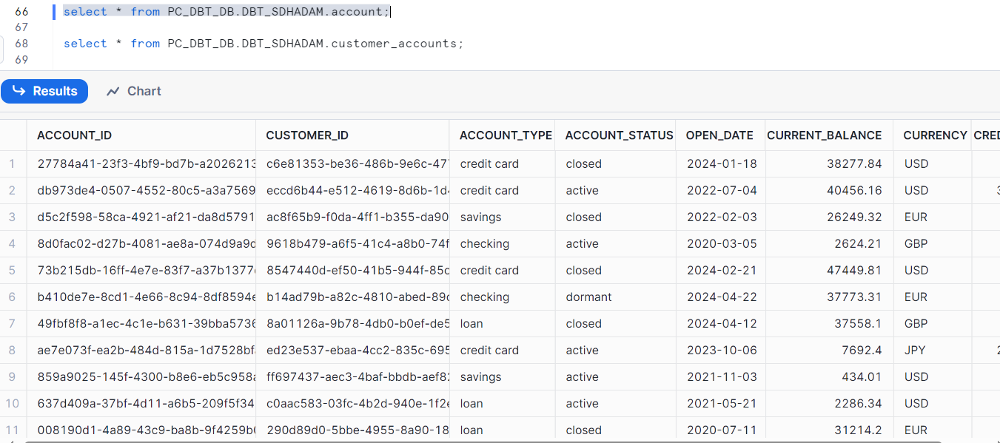 66 select * from PC_DBT_DB.DBT_SDHADAM.account;
67
68 select * from PC_DBT_DB.DBT_SDHADAM.customer_accounts;
69
Results Chart
ACCOUNT_ID CUSTOMER_ID ACCOUNT_TYPE ACCOUNT_STATUS OPEN_DATE CURRENT_BALANCE CURRENCY CRED
1 27784a41-23f3-4bf9-bd7b-a2026213 c6e81353-be36-486b-9e6c-47 credit card closed 2024-01-18 38277.84 USD
2 db973de4-0507-4552-80c5-a3a7569 eccd6b44-e512-4619-8d6b-1d4 credit card active 2022-07-04 40456.16 USD 3
3 d5c2f598-58ca-4921-af21-da8d5791 ac8f65b9-f0da-4ff1-b355-da90 savings closed 2022-02-03 26249.32 EUR
4 8d0fac02-d27b-4081-ae8a-074d9a9d 9618b479-a6f5-41c4-a8b0-74f checking active 2020-03-05 2624.21 GBP
5 73b215db-16ff-4e7e-83f7-a37b1377 8547440d-ef50-41b5-944f-85c credit card closed 2024-02-21 47449.81 USD
6 b410de7e-8cd1-4e66-8c94-8df8594e b14ad79b-a82c-4810-abed-89c checking dormant 2024-04-22 37773.31 EUR
7 49fbf8f8-a1ec-4c1e-b631-39bba5736 8a01126a-9b78-4db0-b0ef-de5 loan closed 2024-04-12 37558.1 GBP
8 ae7e073f-ea2b-484d-815a-1d7528bf ed23e537-ebaa-4cc2-835c-695 credit card active 2023-10-06 7692.4 JPY 2
9 859a9025-145f-4300-b8e6-eb5c958a ff697437-aec3-4baf-bbdb-aef82 savings active 2021-11-03 434.01 USD
10 637d409a-37bf-4d11-a6b5-209f5f34 c0aac583-03fc-4b2d-940e-1f2e loan active 2021-05-21 2286.34 USD
11 008190d1-4a89-43c9-ba8b-9f4259b 290d89d0-5bbe-4955-8a90-18 loan closed 2020-07-11 31214.2 EUR